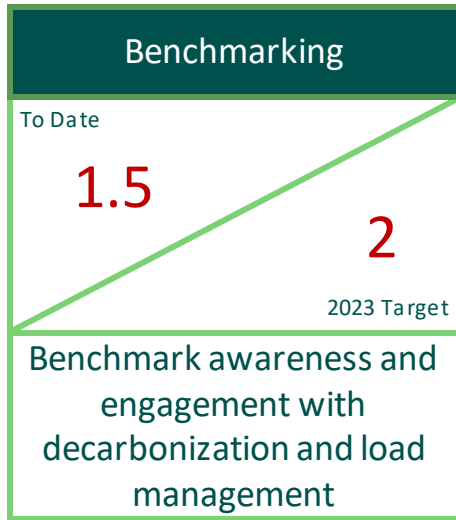 Benchmarking
To Date
1.5
2
2023 Target
Benchmark awareness and
engagement with
decarbonization and load
management